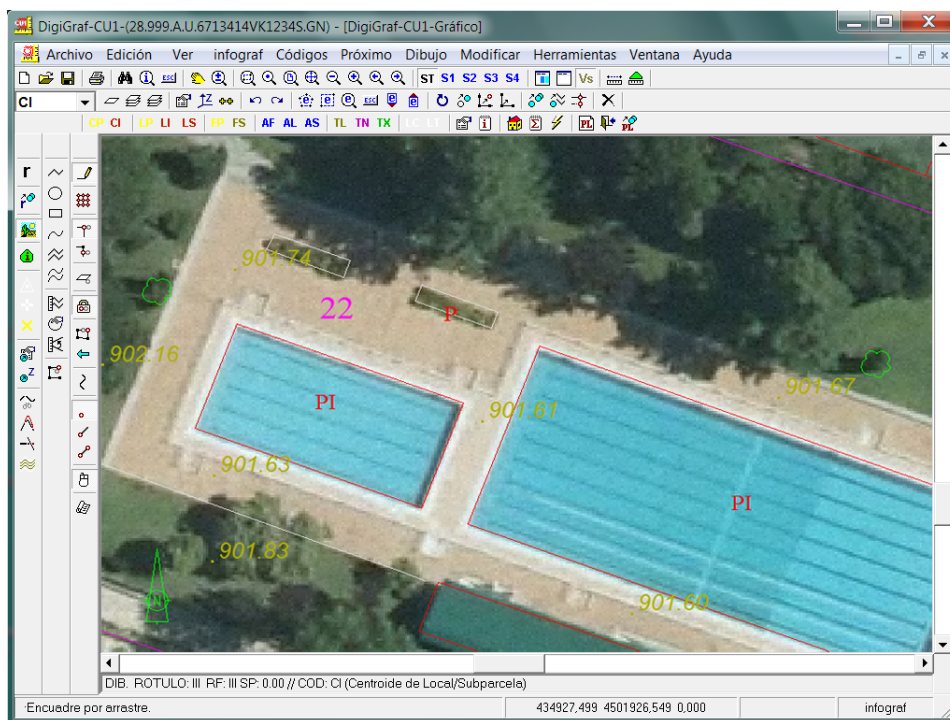 DigiGraf-CU1-(28.999.A.U.6713414VK1234S.GN) - [DigiGraf-CU1-Gráfico]
Archivo Edición Ver infograf Códigos Próximo Dibujo Modificar Herramientas Ventana Ayuda
ESC ST S1 S2 S3 S4 Vs
CI
CP CI LP LI LS FP FS AF AL AS TL TN TX LC LT PL
r
901.74
22
P
902.16
901.67
PI
901.61
901.63
PI
901.83
901.60
N
DIB. ROTULO: III RF: III SP: 0.00 // COD: CI (Centroide de Local/Subparcela)
Encuadre por arrastre. 434927,499 4501926,549 0,000 infograf